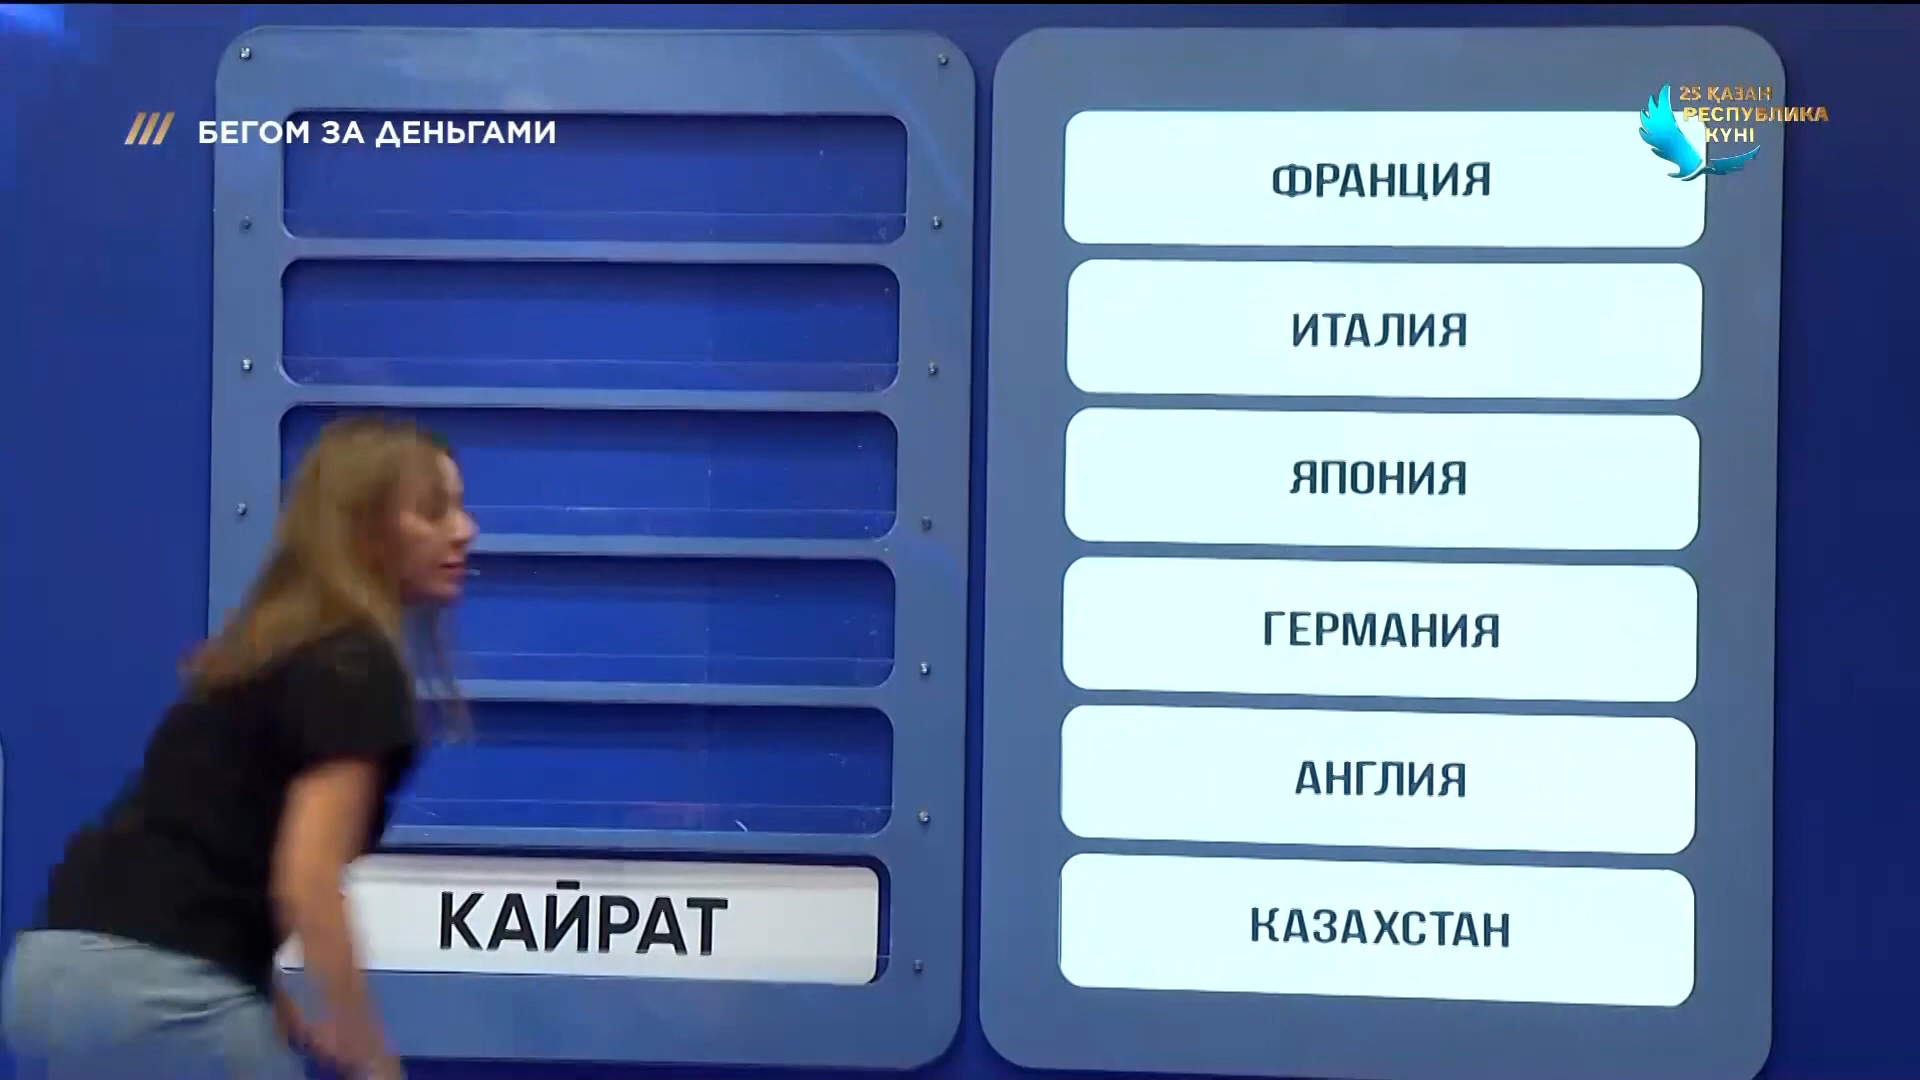 БЕГОМ ЗА ДЕНЬГАМИ
25 ҚАЗАН
РЕСПУБЛИКА
КҮНІ
ФРАНЦИЯ
ИТАЛИЯ
ЯПОНИЯ
ГЕРМАНИЯ
АНГЛИЯ
КАЙРАТ
КАЗАХСТАН